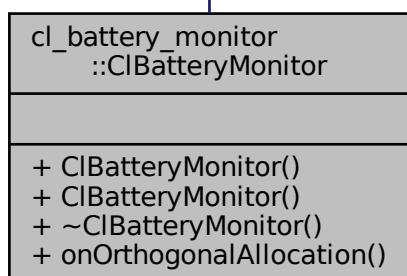 cl_battery_monitor
::ClBatteryMonitor
+ ClBatteryMonitor()
+ ClBatteryMonitor()
+ ~ClBatteryMonitor()
+ onOrthogonalAllocation()